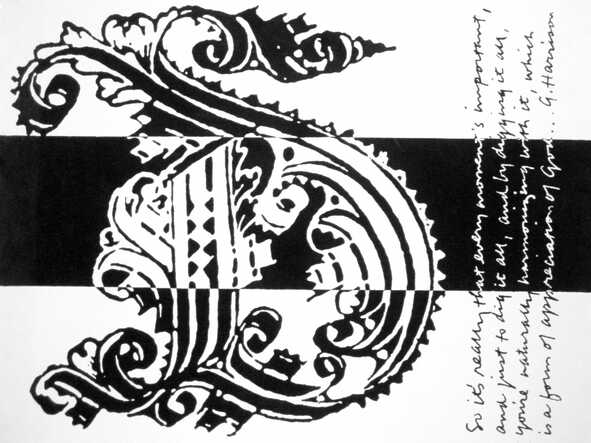 So it's really that every moment is important,
and just to dig it all, and by digging it all,
you're naturally harmonizing with it, which
is a form of appreciation of God... G. Harrison